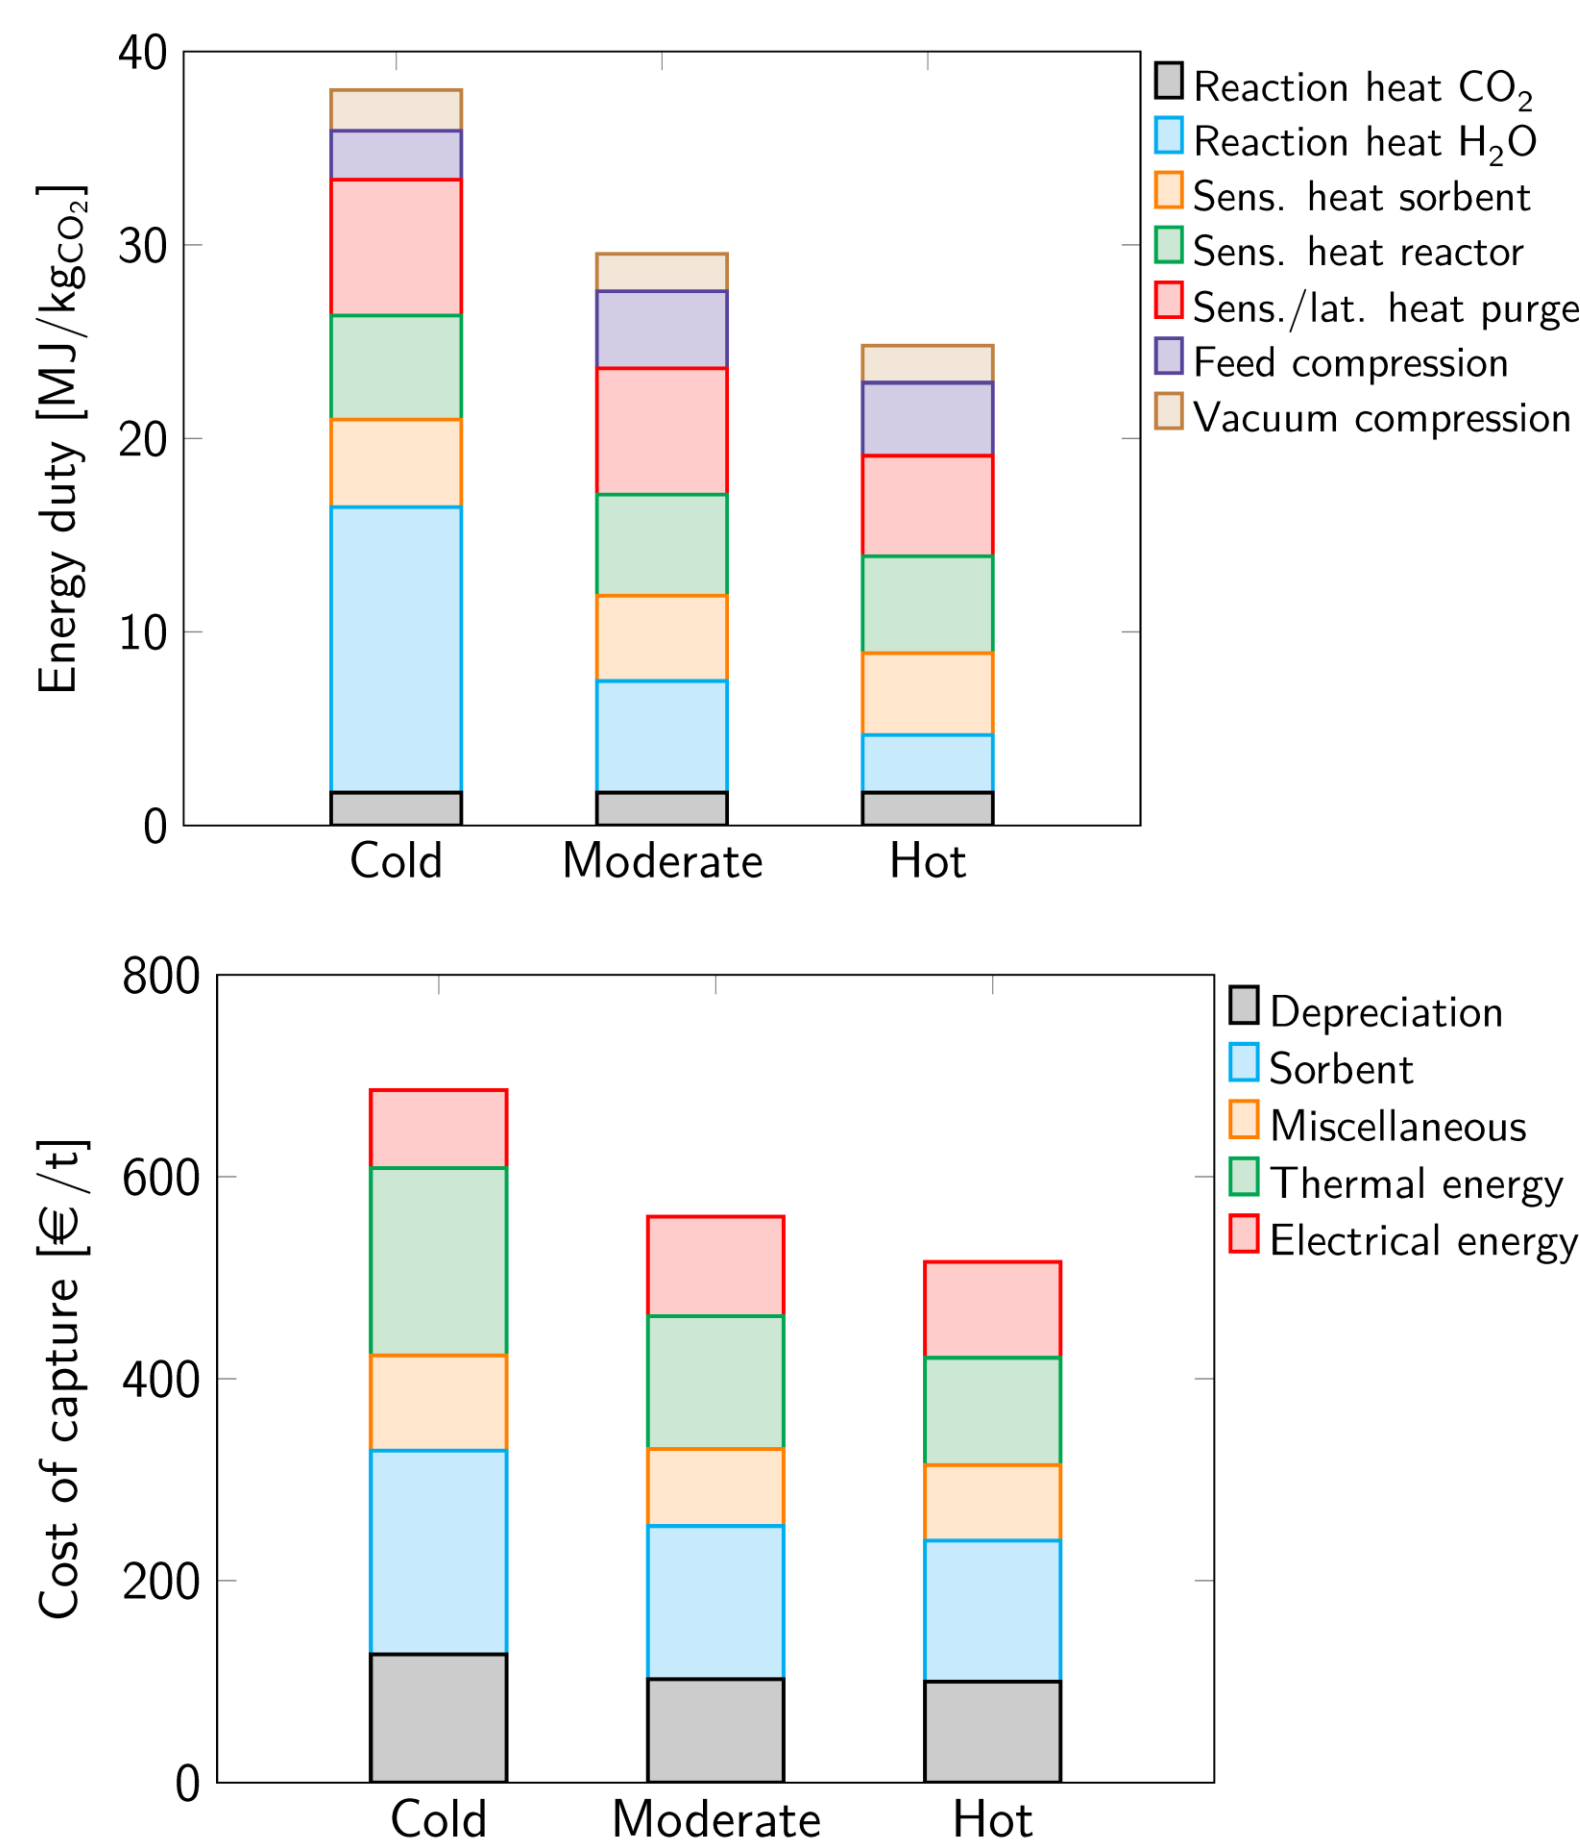 Energy duty [MJ/kgCO₂]
40
30
20
10
0
Cold Moderate Hot
Reaction heat CO₂
Reaction heat H₂O
Sens. heat sorbent
Sens. heat reactor
Sens./lat. heat purge
Feed compression
Vacuum compression
Cost of capture [€/t]
800
600
400
200
0
Cold Moderate Hot
Depreciation
Sorbent
Miscellaneous
Thermal energy
Electrical energy